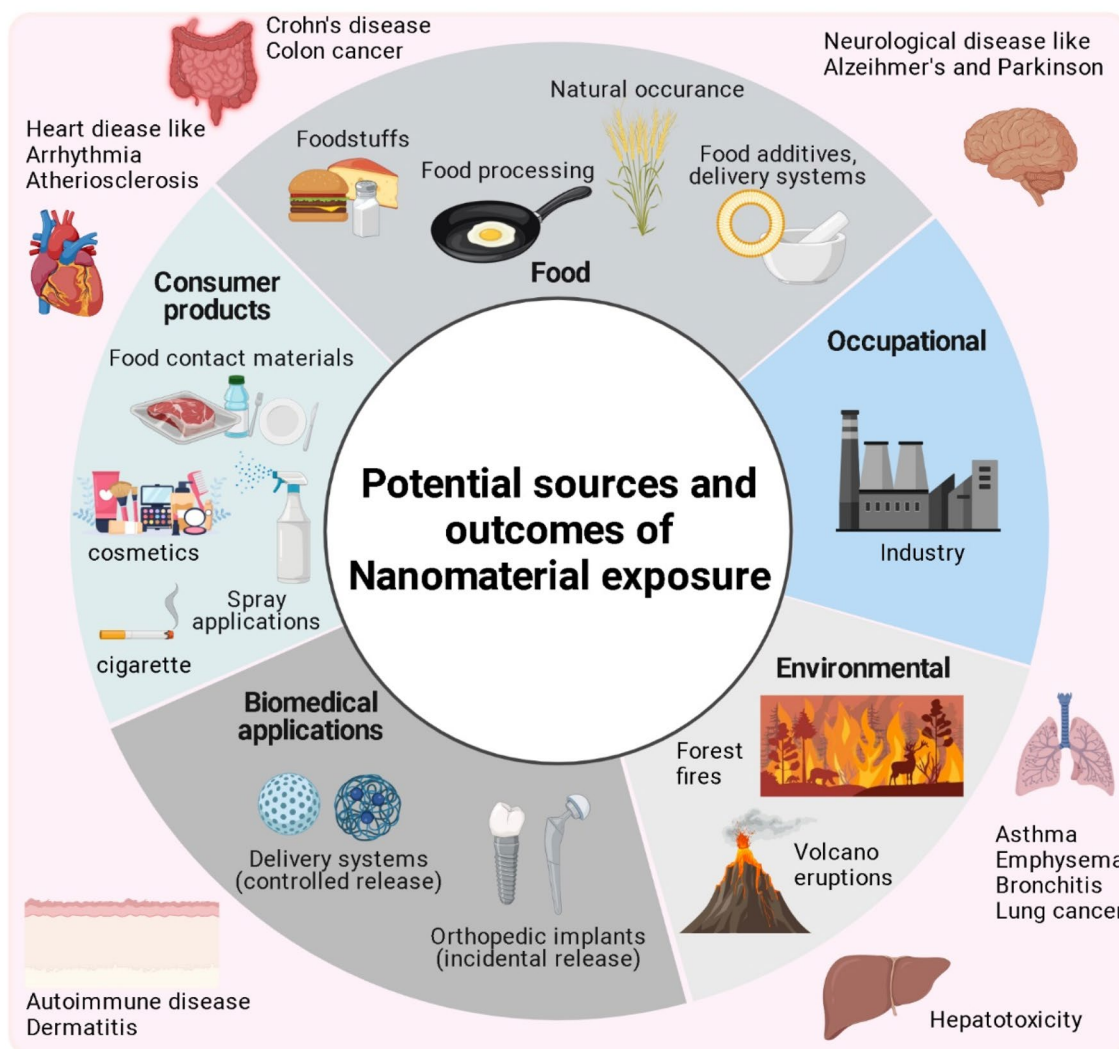 Crohn's disease
Colon cancer
Neurological disease like
Alzeihmer's and Parkinson
Heart diease like
Arrhythmia
Atheriosclerosis
Natural occurance
Foodstuffs
Food processing
Food additives,
delivery systems
Food
Consumer
products
Food contact materials
cosmetics
Spray
applications
cigarette
Occupational
Industry
Potential sources and
outcomes of
Nanomaterial exposure
Environmental
Forest
fires
Volcano
eruptions
Biomedical
applications
Delivery systems
(controlled release)
Orthopedic implants
(incidental release)
Asthma
Emphysema
Bronchitis
Lung cancer
Autoimmune disease
Dermatitis
Hepatotoxicity